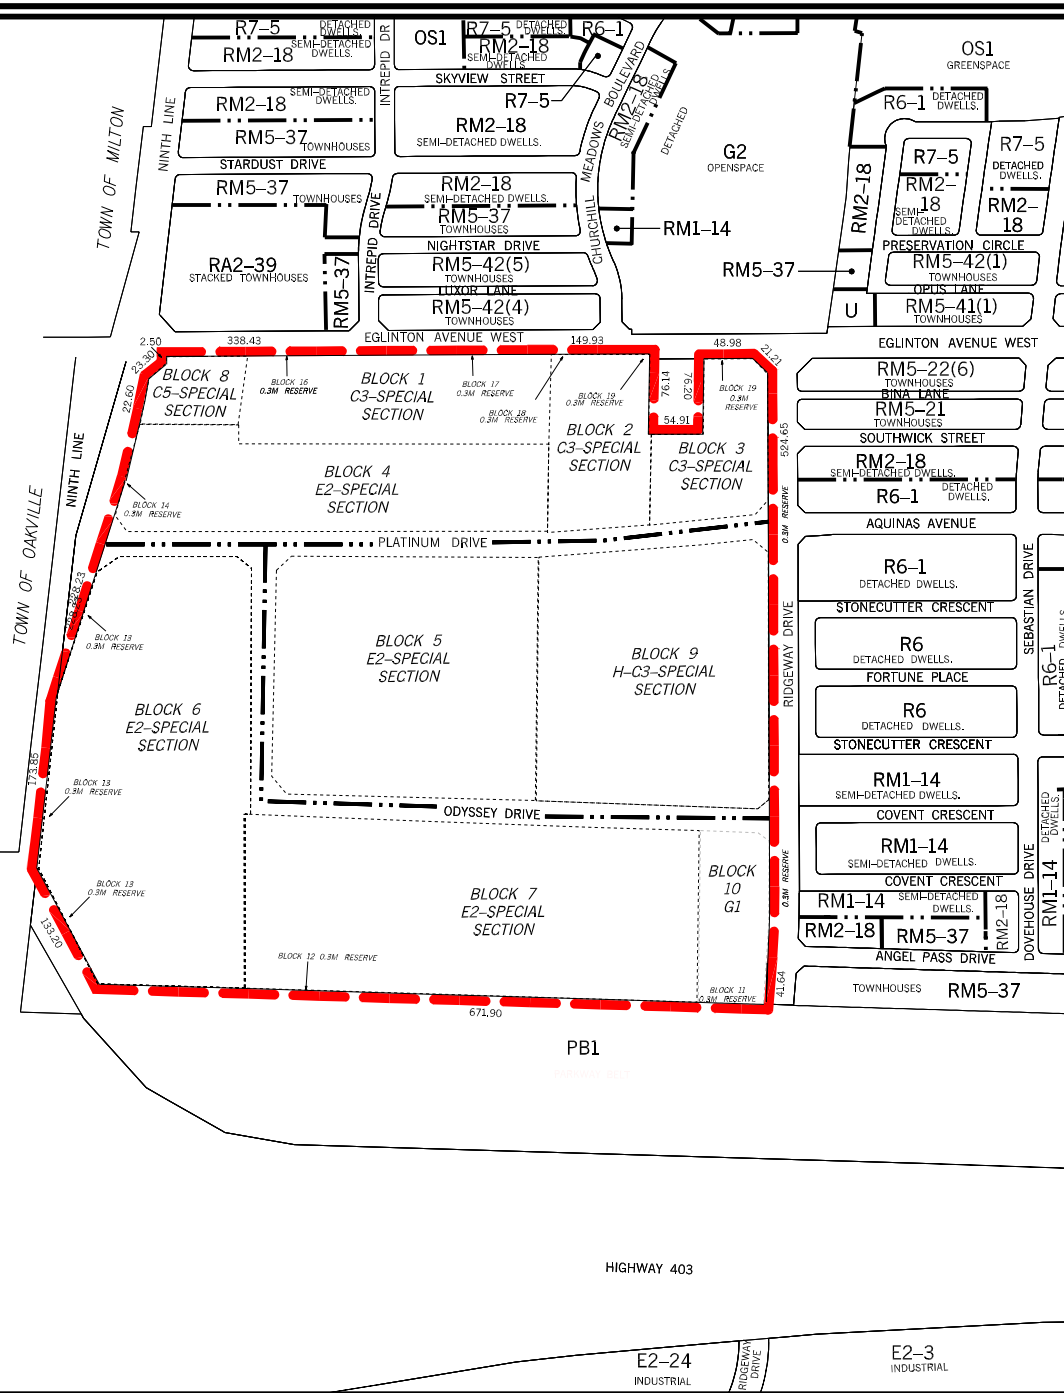 R7-5
DETACHED
DWELLS.
RM2-18
SEMI-DETACHED
DWELLS.
INTREPID DR
OS1
R7-5
DETACHED
DWELLS.
RM2-18
SEMI-DETACHED
DWELLS
R6-1
SKYVIEW STREET
R7-5
CHURCHILL MEADOWS BOULEVARD
RM2-18
SEMI-DETACHED
DWELLS.
DETACHED
OS1
GREENSPACE
R6-1
DETACHED
DWELLS.
TOWN OF MILTON
NINTH LINE
RM2-18
SEMI-DETACHED
DWELLS.
RM5-37
TOWNHOUSES
STARDUST DRIVE
RM2-18
SEMI-DETACHED DWELLS.
G2
OPENSPACE
RM2-18
R7-5
RM2-
18
SEMI-
DETACHED
DWELLS.
R7-5
DETACHED
DWELLS.
RM2-
18
RM5-37
TOWNHOUSES
RA2-39
STACKED TOWNHOUSES
RM5-37
INTREPID DRIVE
RM2-18
SEMI-DETACHED DWELLS.
RM5-37
TOWNHOUSES
NIGHTSTAR DRIVE
RM5-42(5)
TOWNHOUSES
LUXOR LANE
RM5-42(4)
TOWNHOUSES
RM1-14
RM5-37
U
PRESERVATION CIRCLE
RM5-42(1)
TOWNHOUSES
OPUS LANE
RM5-41(1)
TOWNHOUSES
EGLINTON AVENUE WEST
EGLINTON AVENUE WEST
2.50
338.43
149.93
48.98
21.21
23.30
22.60
76.14
76.20
54.91
524.65
BLOCK 8
C5-SPECIAL
SECTION
BLOCK 16
0.3M RESERVE
BLOCK 1
C3-SPECIAL
SECTION
BLOCK 17
0.3M RESERVE
BLOCK 18
0.3M RESERVE
BLOCK 19
0.3M RESERVE
BLOCK 2
C3-SPECIAL
SECTION
BLOCK 19
0.3M
RESERVE
BLOCK 3
C3-SPECIAL
SECTION
BLOCK 4
E2-SPECIAL
SECTION
BLOCK 14
0.3M RESERVE
0.3M RESERVE
PLATINUM DRIVE
NINTH LINE
TOWN OF OAKVILLE
228.23
BLOCK 13
0.3M RESERVE
BLOCK 5
E2-SPECIAL
SECTION
BLOCK 9
H-C3-SPECIAL
SECTION
BLOCK 6
E2-SPECIAL
SECTION
173.85
BLOCK 13
0.3M RESERVE
ODYSSEY DRIVE
RIDGEWAY DRIVE
BLOCK 7
E2-SPECIAL
SECTION
BLOCK
10
G1
0.3M RESERVE
BLOCK 13
0.3M RESERVE
133.20
BLOCK 12 0.3M RESERVE
BLOCK 11
0.3M RESERVE
41.64
671.90
RM5-22(6)
TOWNHOUSES
BINA LANE
RM5-21
TOWNHOUSES
SOUTHWICK STREET
RM2-18
SEMI-DETACHED DWELLS.
R6-1
DETACHED
DWELLS.
AQUINAS AVENUE
R6-1
DETACHED DWELLS.
STONECUTTER CRESCENT
R6
DETACHED DWELLS.
FORTUNE PLACE
R6
DETACHED DWELLS.
STONECUTTER CRESCENT
RM1-14
SEMI-DETACHED DWELLS.
COVENT CRESCENT
RM1-14
SEMI-DETACHED DWELLS.
COVENT CRESCENT
RM1-14
SEMI-DETACHED
DWELLS.
RM2-18
RM5-37
RM2-18
ANGEL PASS DRIVE
TOWNHOUSES
RM5-37
SEBASTIAN DRIVE
R6-1
DETACHED DWELLS.
DOVEHOUSE DRIVE
RM1-14
DETACHED
DWELLS.
PB1
HIGHWAY 403
E2-24
INDUSTRIAL
RIDGEWAY
DRIVE
E2-3
INDUSTRIAL